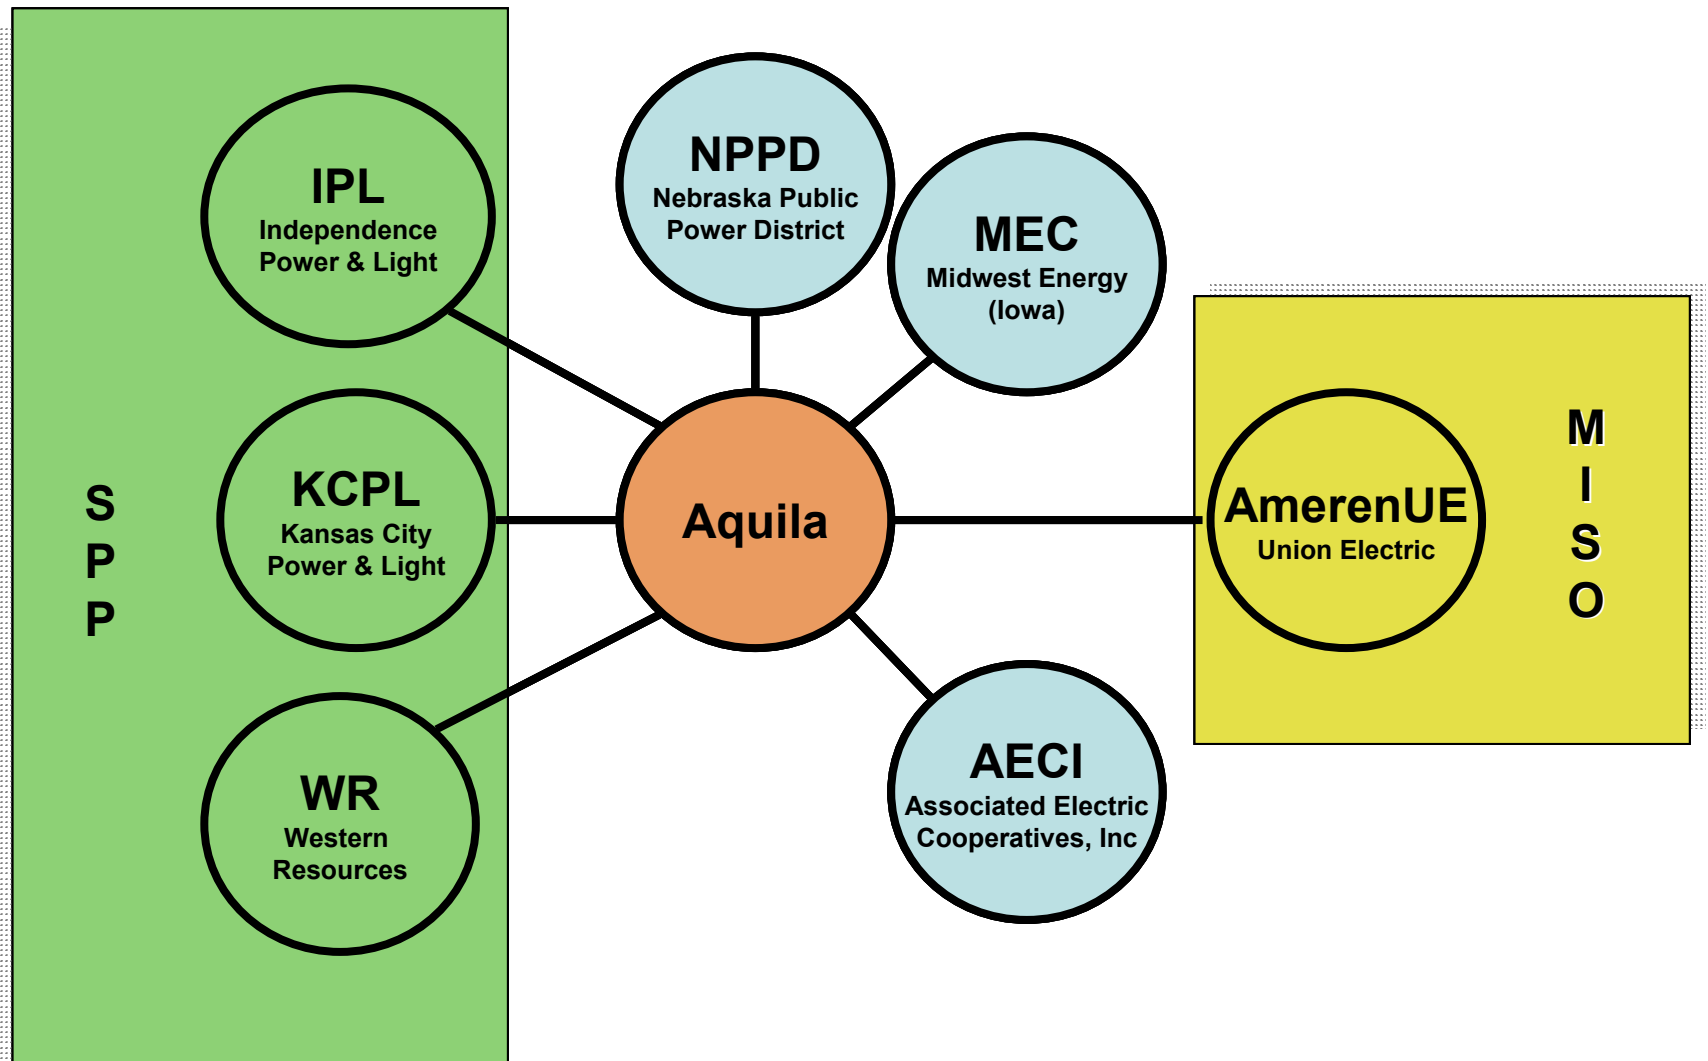 IPL
Independence
Power & Light
NPPD
Nebraska Public
Power District
MEC
Midwest Energy
(Iowa)
S
P
P
KCPL
Kansas City
Power & Light
Aquila
AmerenUE
Union Electric
M
I
S
O
WR
Western
Resources
AECI
Associated Electric
Cooperatives, Inc